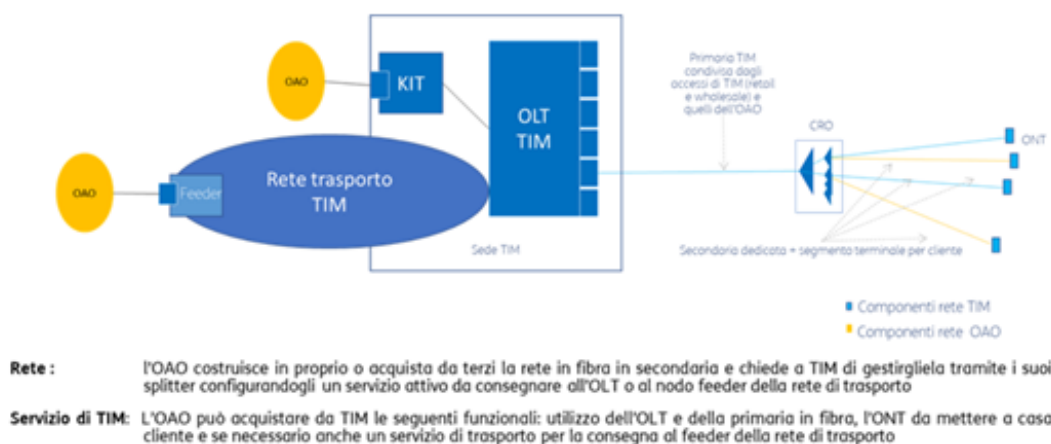 Primaria TIM
condivisa dagli
accessi di TIM (retail
e wholesale) e
quelli dell'OAO
OAO
KIT
OLT
TIM
CRO
ONT
OAO
Feeder
Rete trasporto
TIM
Sede TIM
Secondaria dedicata + segmento terminale per cliente
Componenti rete TIM
Componenti rete OAO
Rete : l'OAO costruisce in proprio o acquista da terzi la rete in fibra in secondaria e chiede a TIM di gestirgliela tramite i suoi
splitter configurandogli un servizio attivo da consegnare all'OLT o al nodo feeder della rete di trasporto
Servizio di TIM: L'OAO può acquistare da TIM le seguenti funzionali: utilizzo dell'OLT e della primaria in fibra, l'ONT da mettere a casa
cliente e se necessario anche un servizio di trasporto per la consegna al feeder della rete di trasporto